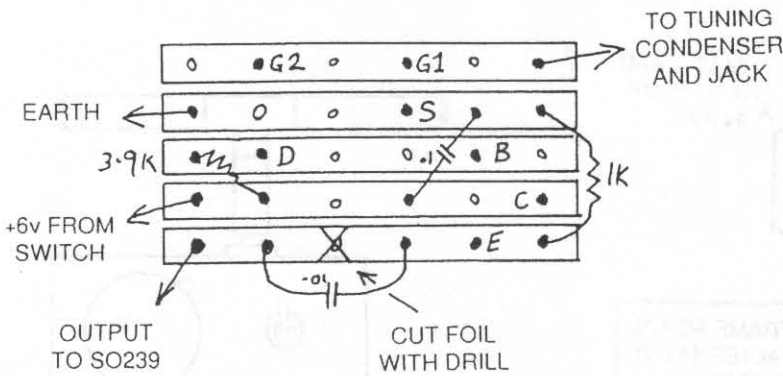 TO TUNING
CONDENSER
AND JACK
G2 G1
EARTH
S
3.9K
D
.1
B
1K
+6v FROM
SWITCH
C
E
.01
OUTPUT
TO SO239
CUT FOIL
WITH DRILL